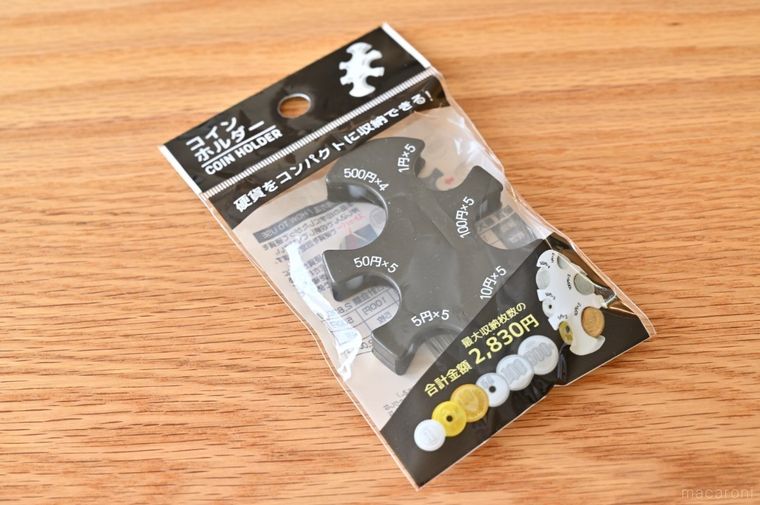 コイン
ホルダー
COIN HOLDER
硬貨をコンパクトに収納できる!
1円×5
500円×4
100円×5
50円×5
10円×5
5円×5
最大収納枚数の
合計金額 2,830円
macaroni